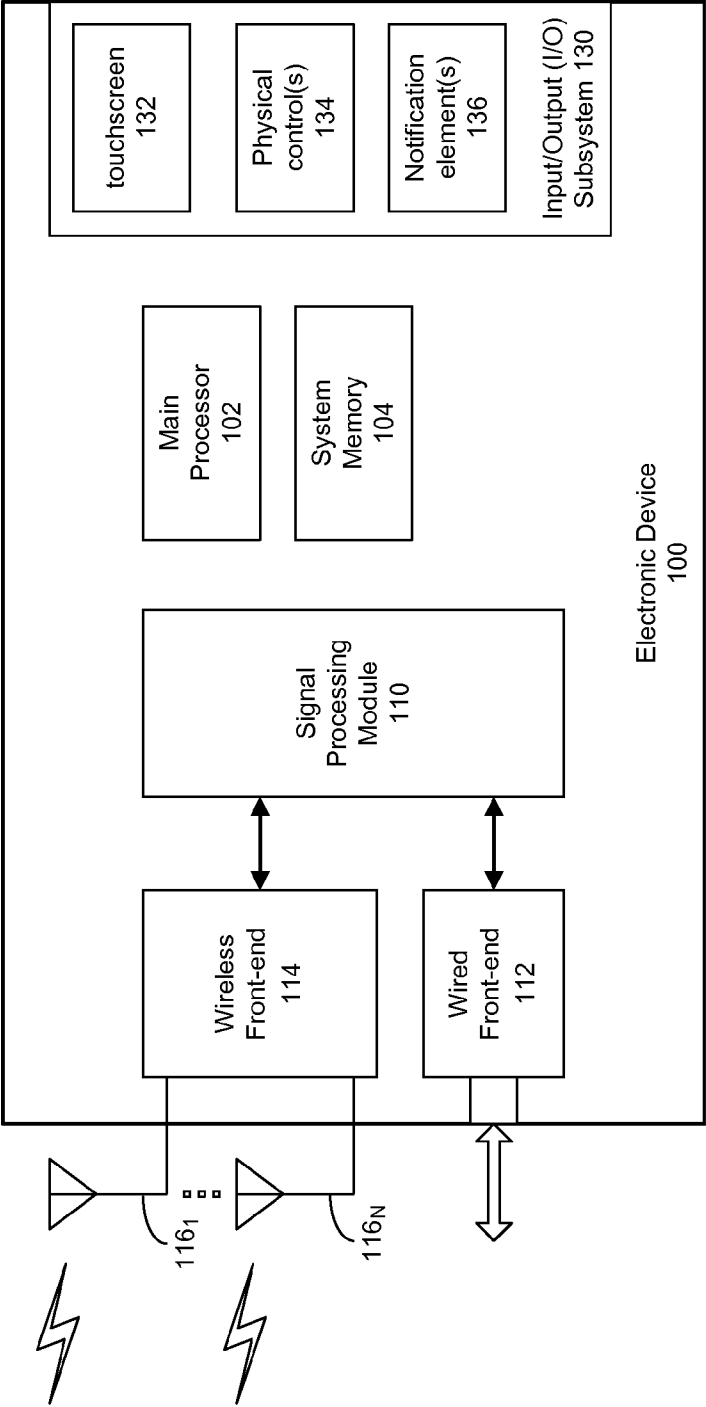 116₁
116ₙ
Wireless
Front-end
114
Wired
Front-end
112
Signal
Processing
Module
110
Main
Processor
102
System
Memory
104
touchscreen
132
Physical
control(s)
134
Notification
element(s)
136
Input/Output (I/O)
Subsystem 130
Electronic Device
100